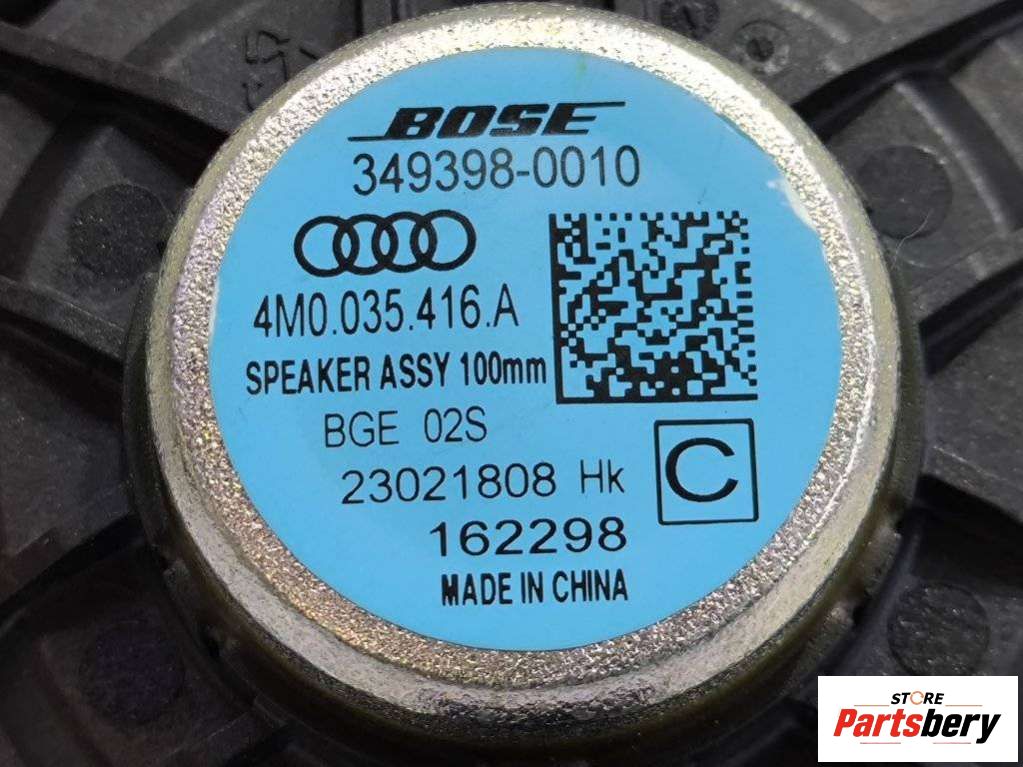 BOSE
349398-0010
4M0.035.416.A
SPEAKER ASSY 100mm
BGE 02S
23021808 Hk
C
162298
MADE IN CHINA
STORE
Partsbery